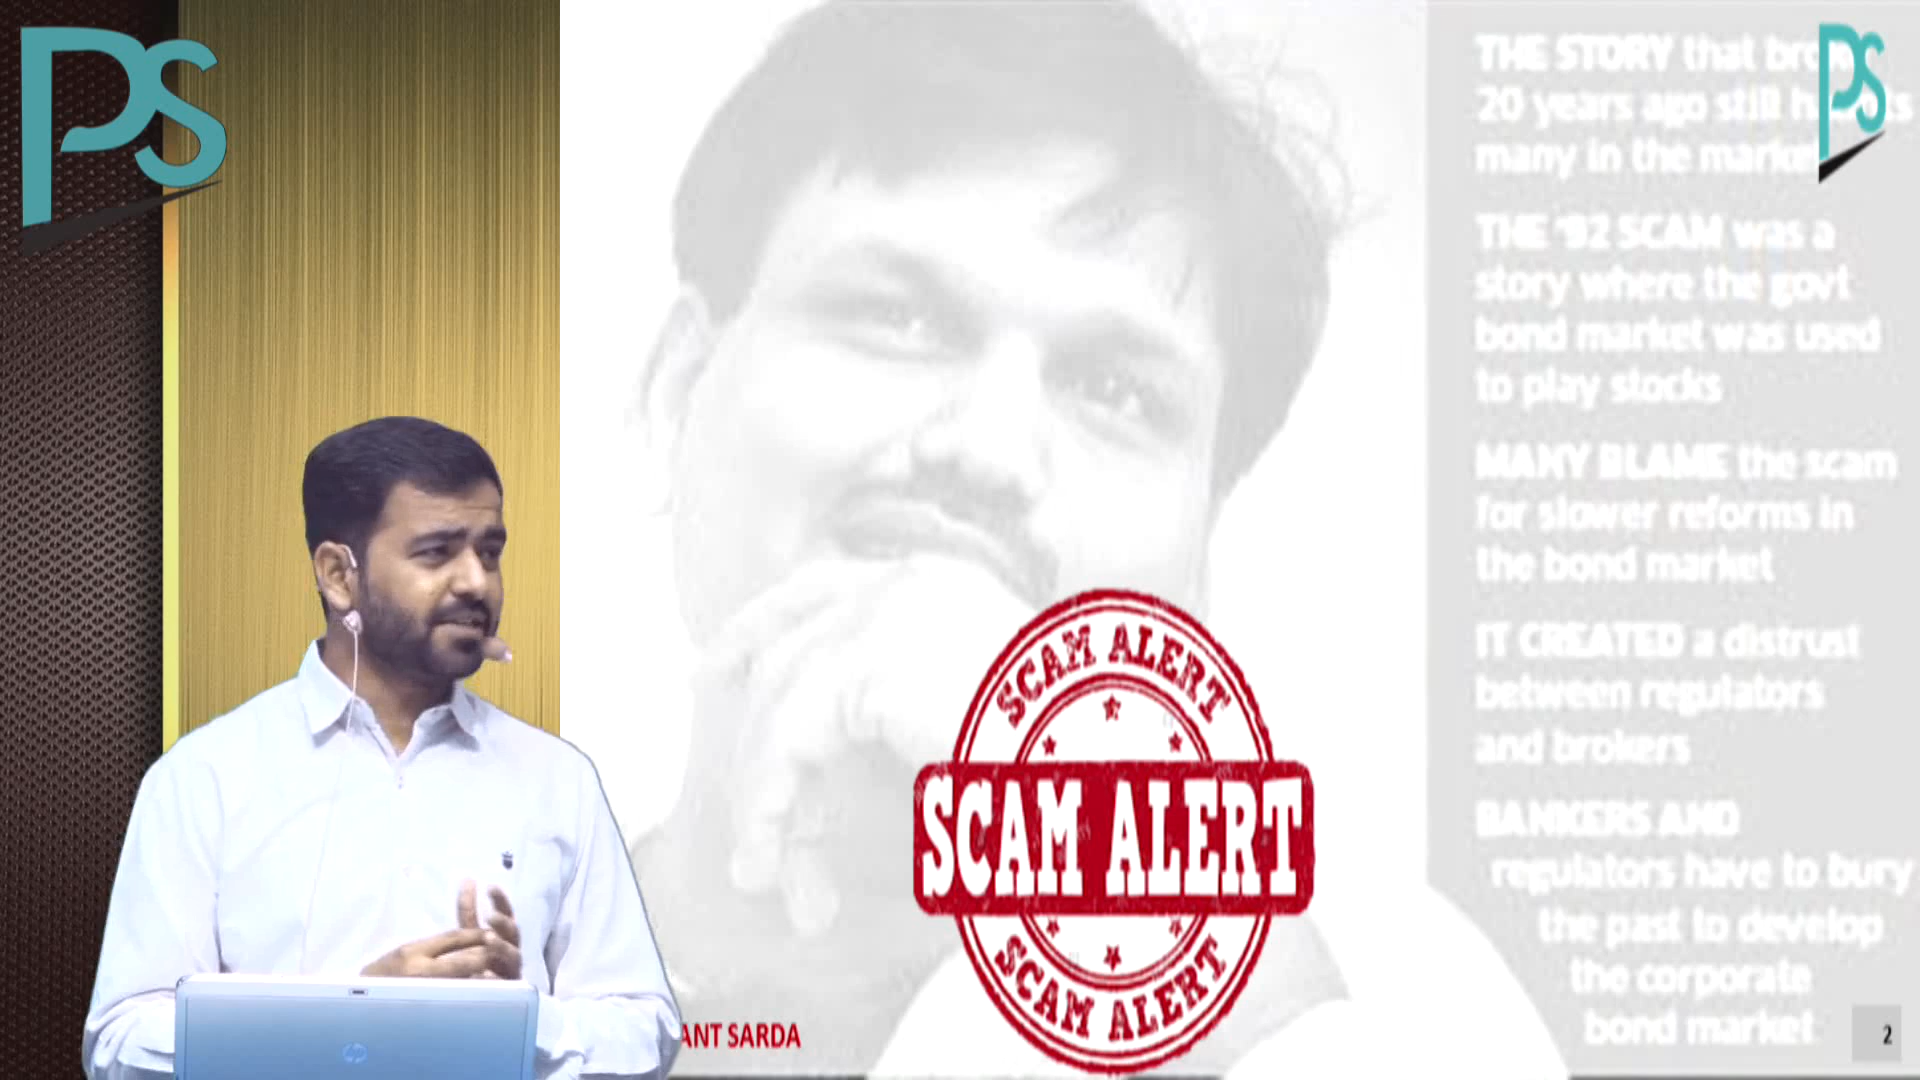 PS
PS
THE STORY that
20 years ago still
many in the
THE '92 SCAM was a
story where the govt
bond market was used
to play stocks
MANY BLAME the scam
for slower reforms in
the bond market
IT CREATED a distrust
between regulators
and brokers
BANKERS AND
regulators have to bury
the past to develop
the corporate
bond market
SCAM ALERT
SCAM ALERT
SCAM ALERT
ANT SARDA
hp
2